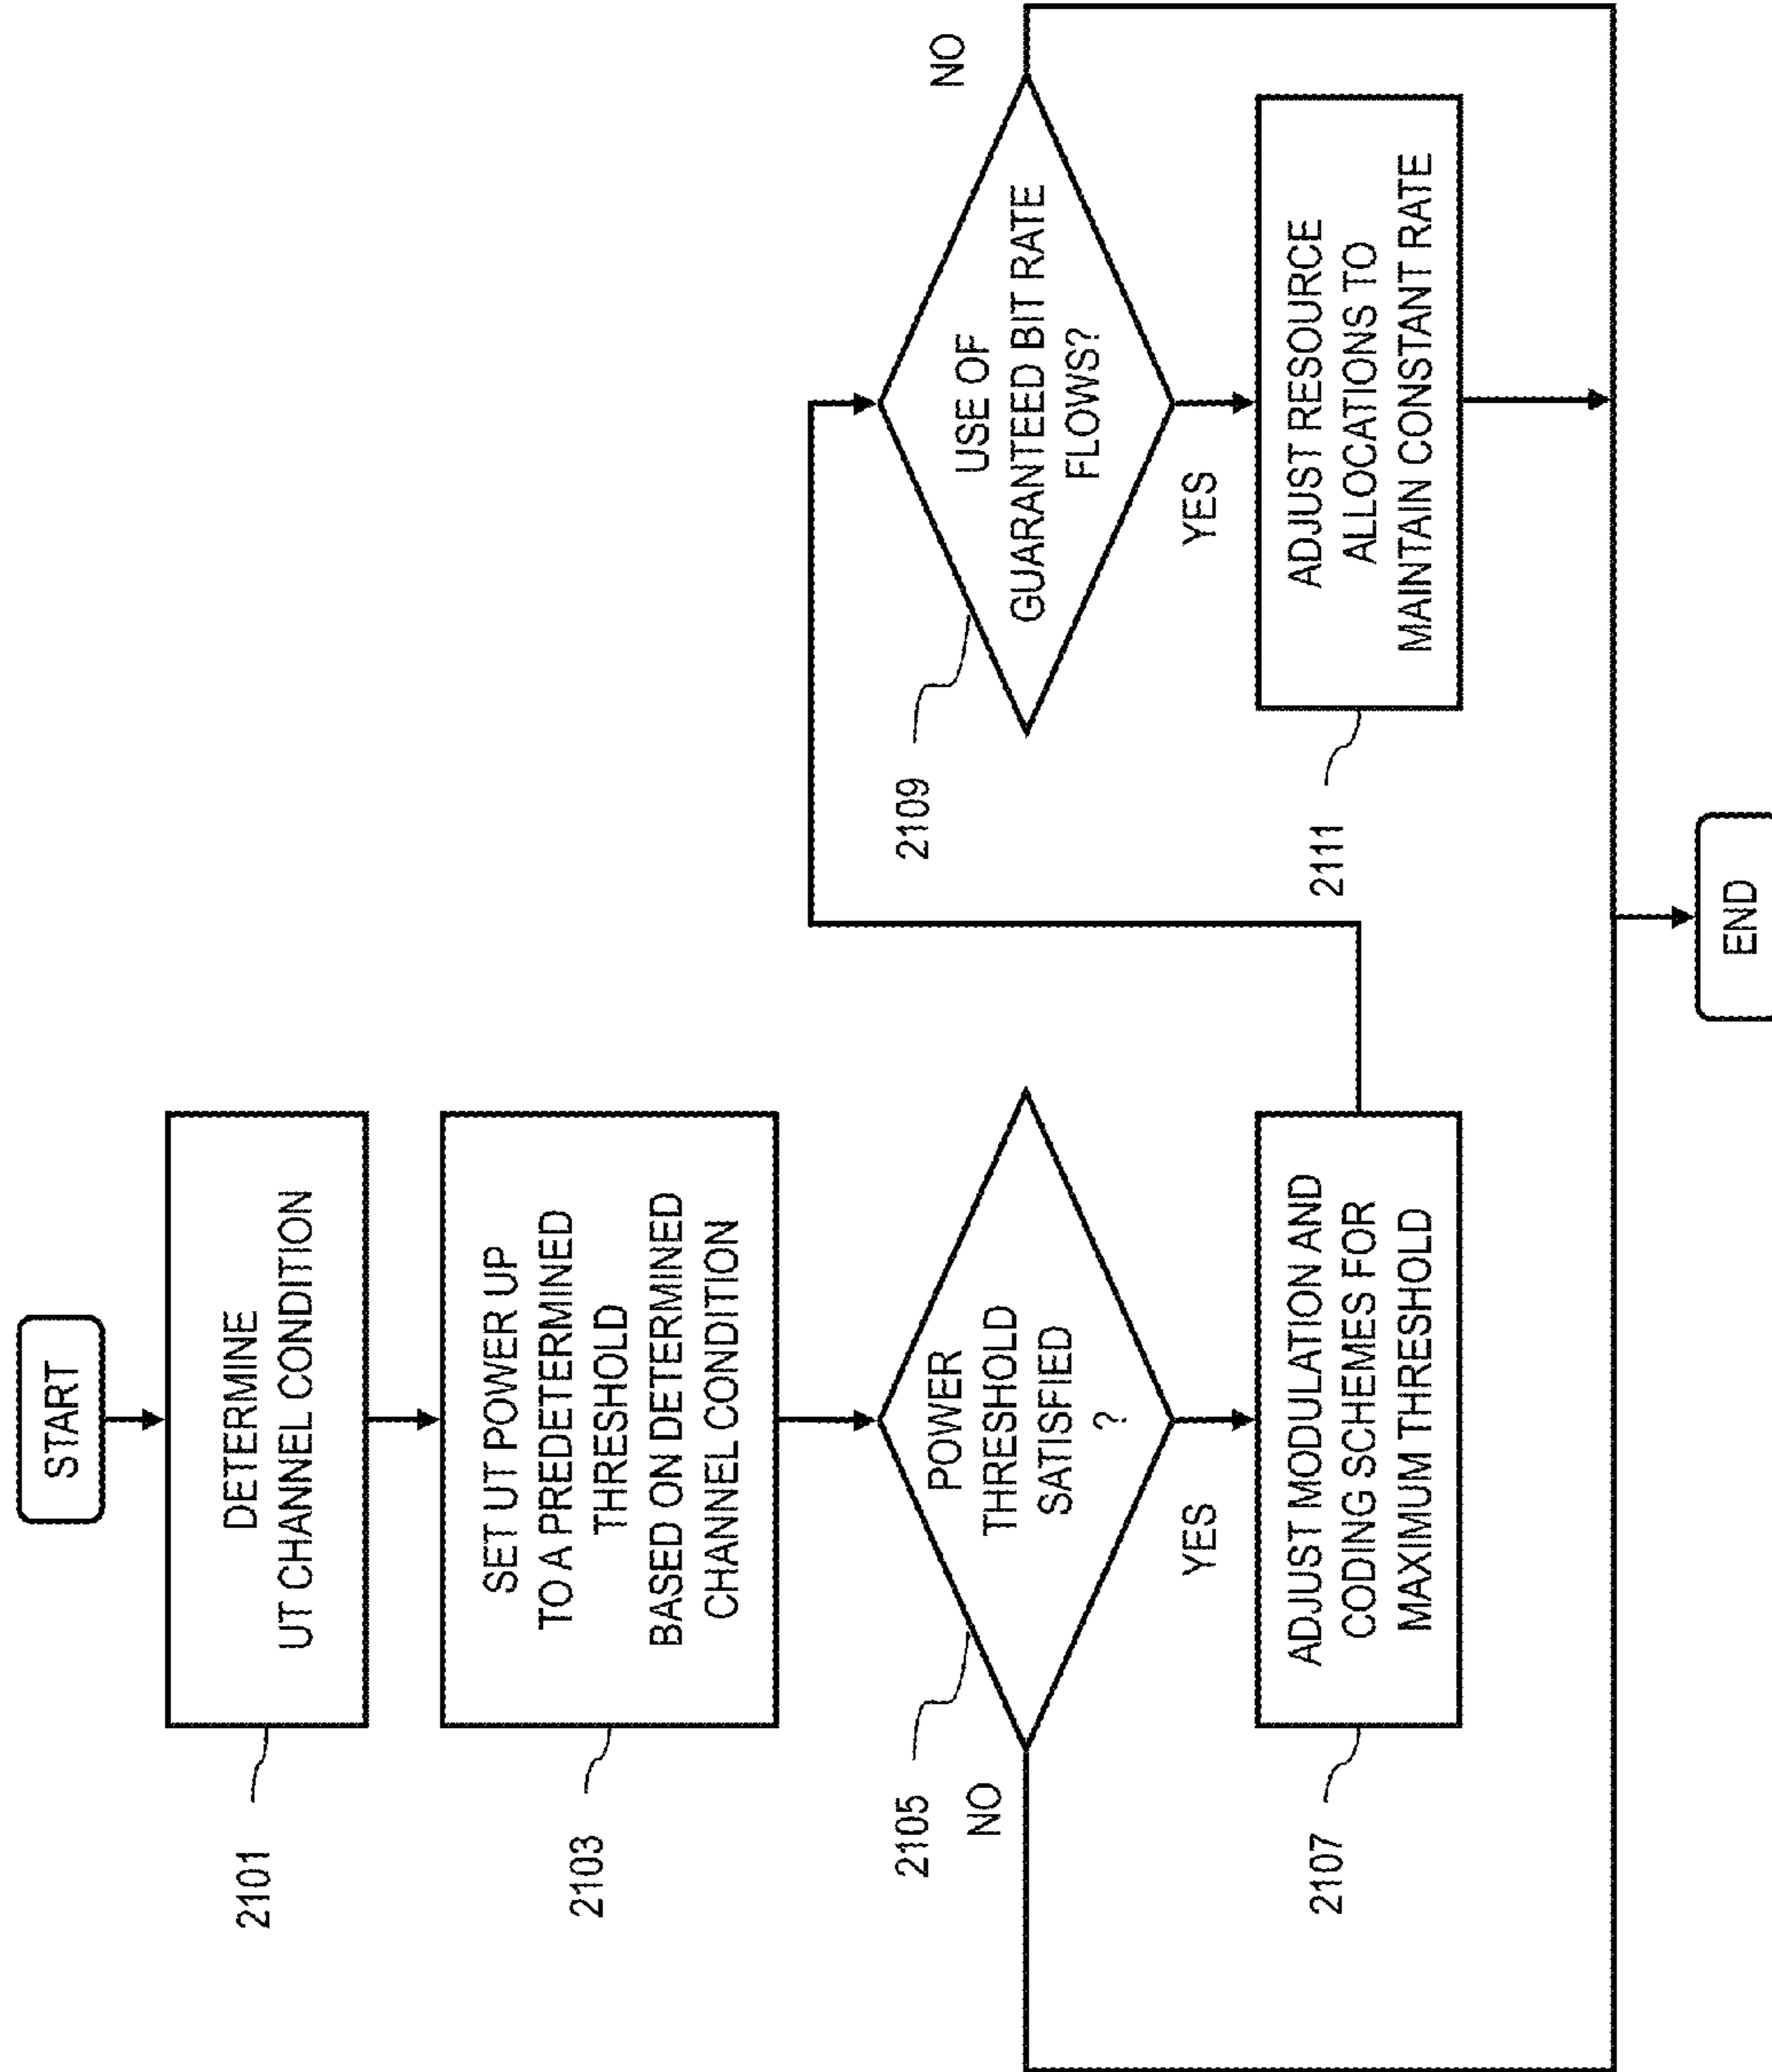 START
DETERMINE
UT CHANNEL CONDITION
2101
SET UT POWER UP
TO A PREDETERMINED
THRESHOLD
BASED ON DETERMINED
CHANNEL CONDITION
2103
POWER
THRESHOLD
SATISFIED
?
2105
NO
YES
ADJUST MODULATION AND
CODING SCHEMES FOR
MAXIMUM THRESHOLD
2107
USE OF
GUARANTEED BIT RATE
FLOWS?
2109
NO
YES
ADJUST RESOURCE
ALLOCATIONS TO
MAINTAIN CONSTANT RATE
2111
END